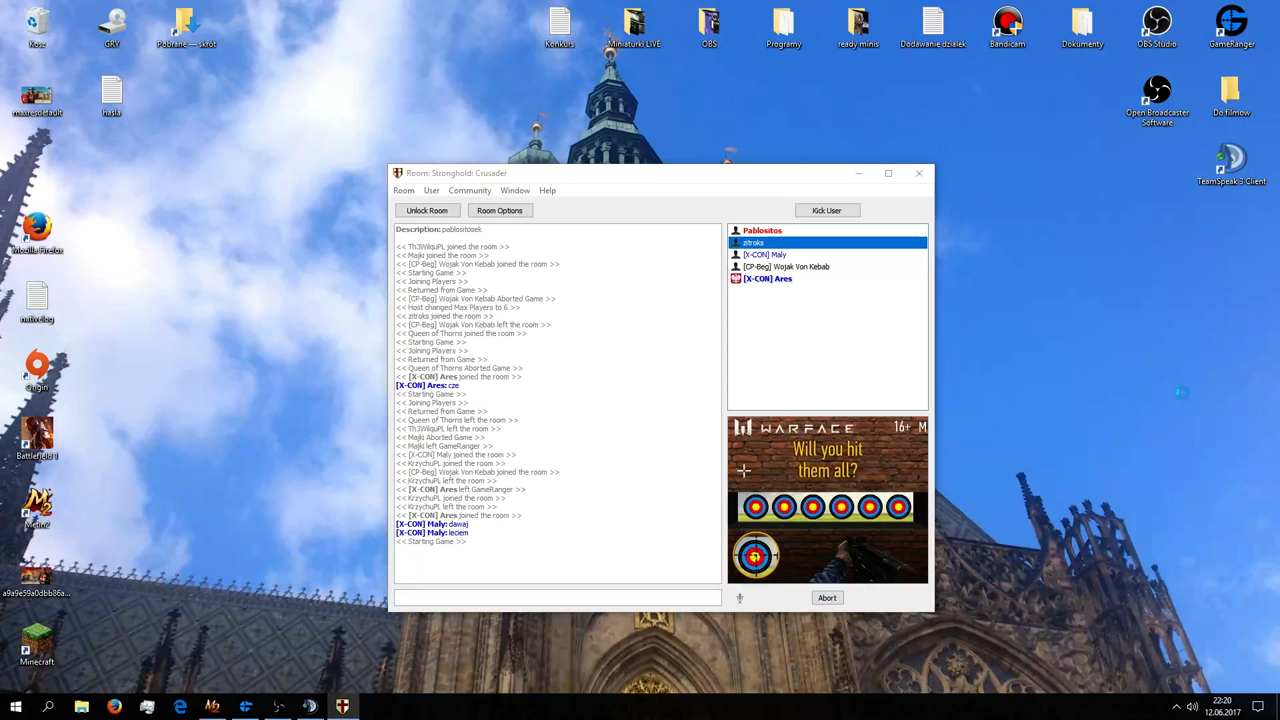 Kosz
GRY
Pobrane — skrót
Konkurs
Miniaturki LIVE
OBS
Programy
ready minis
Dodawanie działek
Bandicam
Dokumenty
OBS Studio
GameRanger
maxresdefault
hasła
Open Broadcaster
Software
Do filmow
TeamSpeak 3 Client
Mozilla Firefox
nativelog
Origin
Battlefield 1
Metin2
a9a9e59a0dbb86a...
Minecraft
Room: Stronghold: Crusader
Room User Community Window Help
Unlock Room Room Options Kick User
Description: pablositosek
<< Th3WilquPL joined the room >>
<< Majki joined the room >>
<< [CP-Beg] Wojak Von Kebab joined the room >>
<< Starting Game >>
<< Joining Players >>
<< Returned from Game >>
<< [CP-Beg] Wojak Von Kebab Aborted Game >>
<< Host changed Max Players to 6 >>
<< zitroks joined the room >>
<< [CP-Beg] Wojak Von Kebab left the room >>
<< Queen of Thorns joined the room >>
<< Starting Game >>
<< Joining Players >>
<< Returned from Game >>
<< Queen of Thorns Aborted Game >>
<< [X-CON] Ares joined the room >>
[X-CON] Ares: cze
<< Starting Game >>
<< Joining Players >>
<< Returned from Game >>
<< Queen of Thorns left the room >>
<< Th3WilquPL left the room >>
<< Majki Aborted Game >>
<< Majki left GameRanger >>
<< [X-CON] Maly joined the room >>
<< KrzychuPL joined the room >>
<< [CP-Beg] Wojak Von Kebab joined the room >>
<< KrzychuPL left the room >>
<< [X-CON] Ares left GameRanger >>
<< KrzychuPL joined the room >>
<< KrzychuPL left the room >>
<< [X-CON] Ares joined the room >>
[X-CON] Maly: dawaj
[X-CON] Maly: leciem
<< Starting Game >>
Pablositos
zitroks
[X-CON] Maly
[CP-Beg] Wojak Von Kebab
[X-CON] Ares
WARFACE 16+ M
Will you hit
them all?
Abort
22:20
12.06.2017